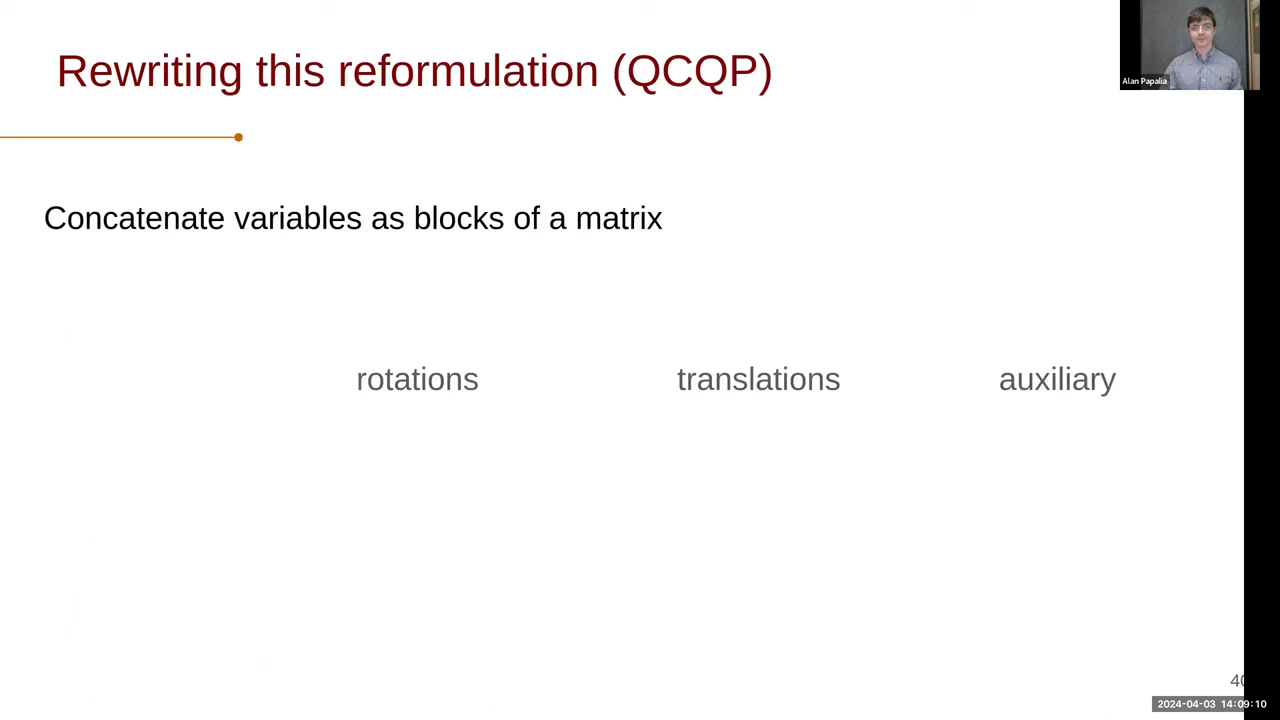 Rewriting this reformulation (QCQP)
Alan Papalia
Concatenate variables as blocks of a matrix
rotations translations auxiliary
40
2024-04-03 14:09:10